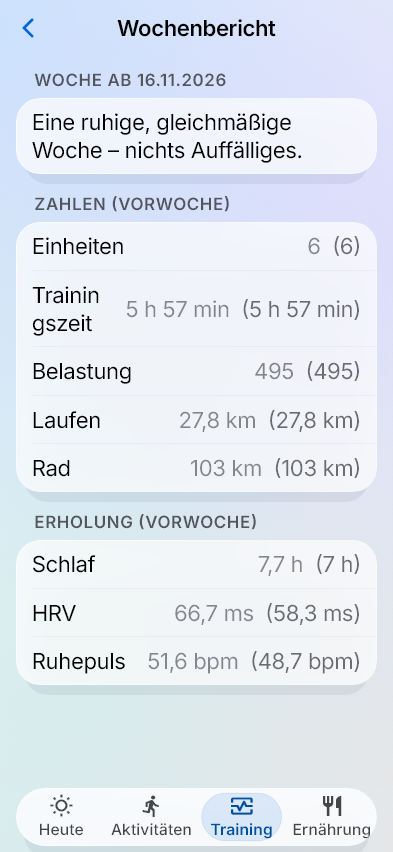 Wochenbericht
WOCHE AB 16.11.2026
Eine ruhige, gleichmäßige
Woche – nichts Auffälliges.
ZAHLEN (VORWOCHE)
Einheiten 6 (6)
Trainin
gszeit 5 h 57 min (5 h 57 min)
Belastung 495 (495)
Laufen 27,8 km (27,8 km)
Rad 103 km (103 km)
ERHOLUNG (VORWOCHE)
Schlaf 7,7 h (7 h)
HRV 66,7 ms (58,3 ms)
Ruhepuls 51,6 bpm (48,7 bpm)
Heute Aktivitäten Training Ernährung